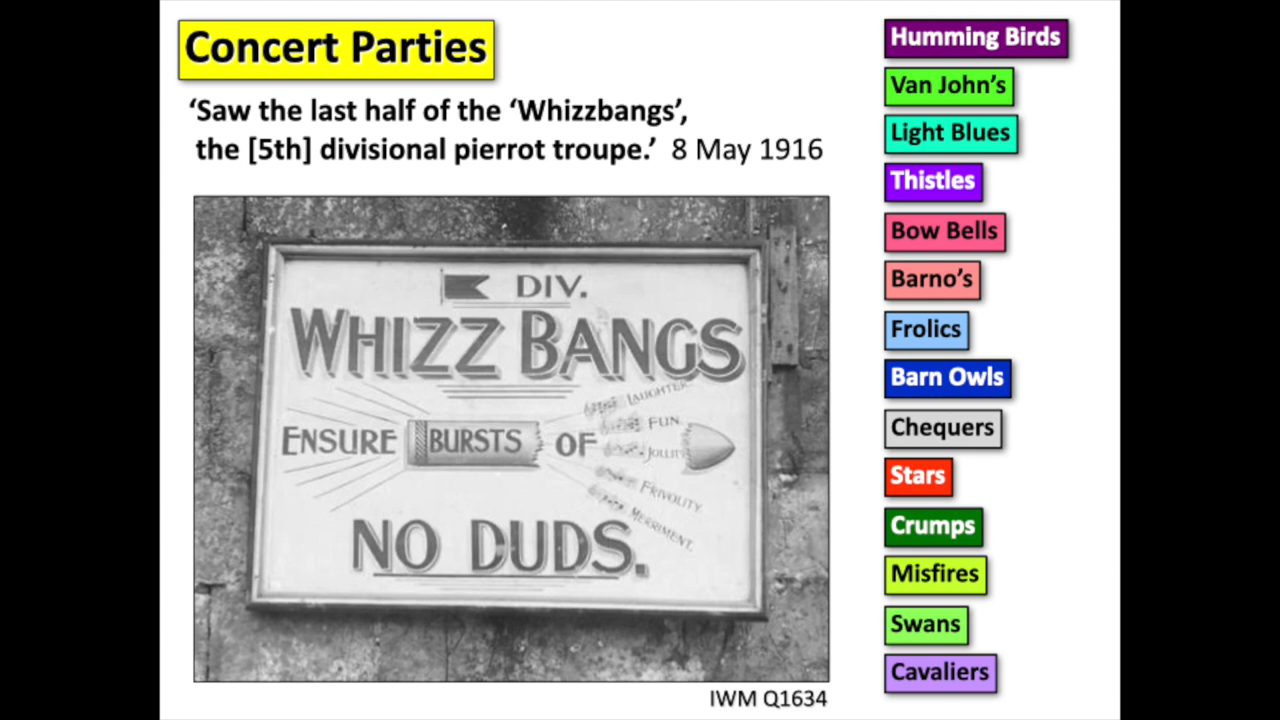 Concert Parties
‘Saw the last half of the ‘Whizzbangs’,
the [5th] divisional pierrot troupe.’ 8 May 1916
DIV.
WHIZZ BANGS
ENSURE BURSTS OF
LAUGHTER.
FUN.
JOLLITY
FRIVOLITY.
MERRIMENT.
NO DUDS.
IWM Q1634
Humming Birds
Van John’s
Light Blues
Thistles
Bow Bells
Barno’s
Frolics
Barn Owls
Chequers
Stars
Crumps
Misfires
Swans
Cavaliers